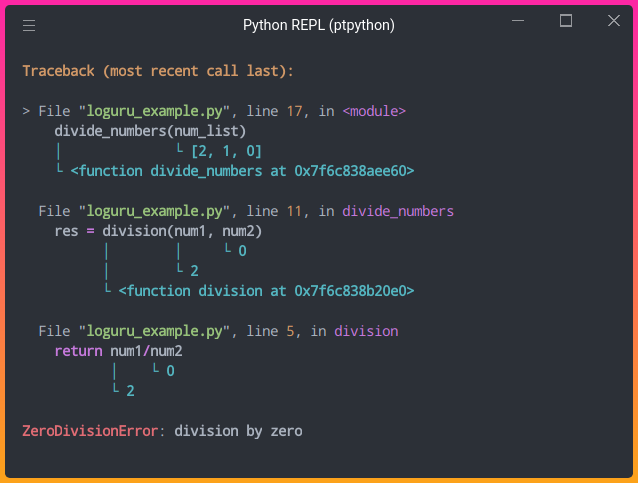 Python REPL (ptpython)
Traceback (most recent call last):
> File "loguru_example.py", line 17, in <module>
divide_numbers(num_list)
│              └ [2, 1, 0]
└ <function divide_numbers at 0x7f6c838aee60>
File "loguru_example.py", line 11, in divide_numbers
res = division(num1, num2)
│        │     └ 0
│        └ 2
└ <function division at 0x7f6c838b20e0>
File "loguru_example.py", line 5, in division
return num1/num2
│    └ 0
└ 2
ZeroDivisionError: division by zero